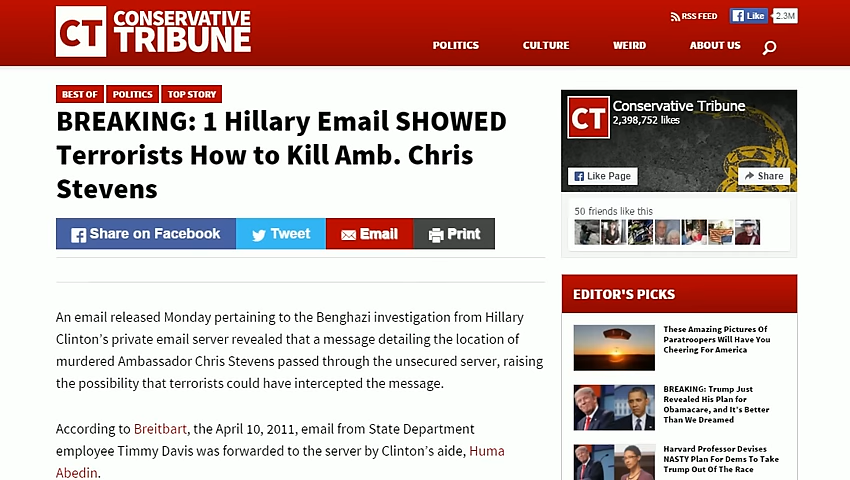 CT CONSERVATIVE TRIBUNE
RSS FEED
Like 2.3M
POLITICS CULTURE WEIRD ABOUT US
BEST OF POLITICS TOP STORY
BREAKING: 1 Hillary Email SHOWED
Terrorists How to Kill Amb. Chris
Stevens
Share on Facebook Tweet Email Print
An email released Monday pertaining to the Benghazi investigation from Hillary
Clinton's private email server revealed that a message detailing the location of
murdered Ambassador Chris Stevens passed through the unsecured server, raising
the possibility that terrorists could have intercepted the message.
According to Breitbart, the April 10, 2011, email from State Department
employee Timmy Davis was forwarded to the server by Clinton's aide, Huma
Abedin.
CT Conservative Tribune
2,398,752 likes
Like Page Share
50 friends like this
EDITOR'S PICKS
These Amazing Pictures Of
Paratroopers Will Have You
Cheering For America
BREAKING: Trump Just
Revealed His Plan for
Obamacare, and It's Better
Than We Dreamed
Harvard Professor Devises
NASTY Plan For Dems To Take
Trump Out Of The Race